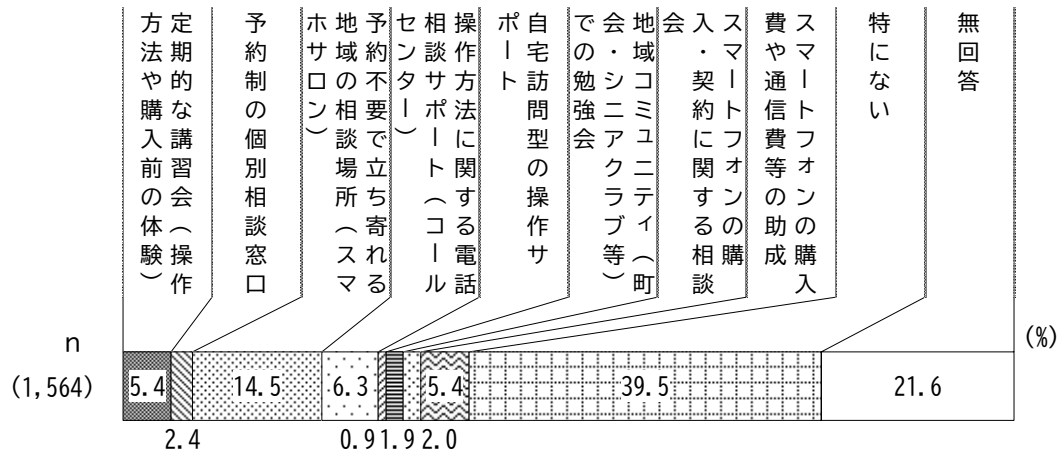 定期的な講習会（操作
方法や購入前の体験）
予約制の個別相談窓口
予約不要で立ち寄れる
地域の相談場所（スマ
ホサロン）
操作方法に関する電話
相談サポート（コール
センター）
自宅訪問型の操作サ
ポート
地域コミュニティ（町
会・シニアクラブ等）
での勉強会
スマートフォンの購
入・契約に関する相談
会
スマートフォンの購入
費や通信費等の助成
特にない
無回答
n
(%)
(1,564)
5.4
14.5
6.3
5.4
39.5
21.6
2.4
0.9
1.9
2.0